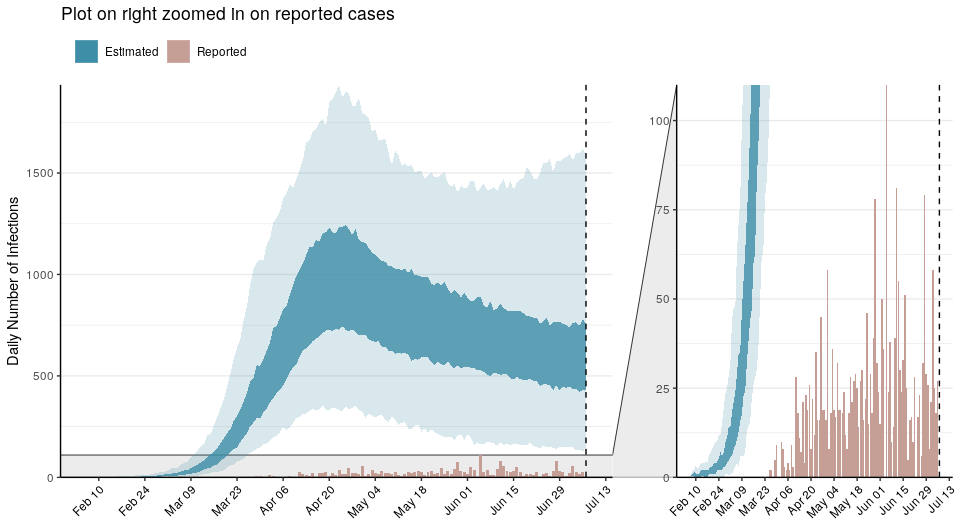 Plot on right zoomed in on reported cases
Estimated Reported
Daily Number of Infections
1500
1000
500
0
Feb 10 Feb 24 Mar 09 Mar 23 Apr 06 Apr 20 May 04 May 18 Jun 01 Jun 15 Jun 29 Jul 13
100
75
50
25
0
Feb 10 Feb 24 Mar 09 Mar 23 Apr 06 Apr 20 May 04 May 18 Jun 01 Jun 15 Jun 29 Jul 13